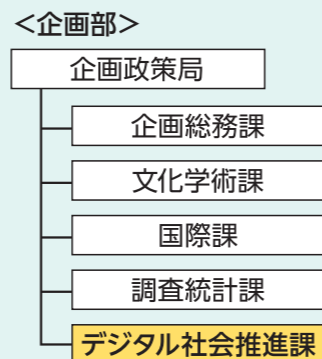 ＜企画部＞
企画政策局
企画総務課
文化学術課
国際課
調査統計課
デジタル社会推進課